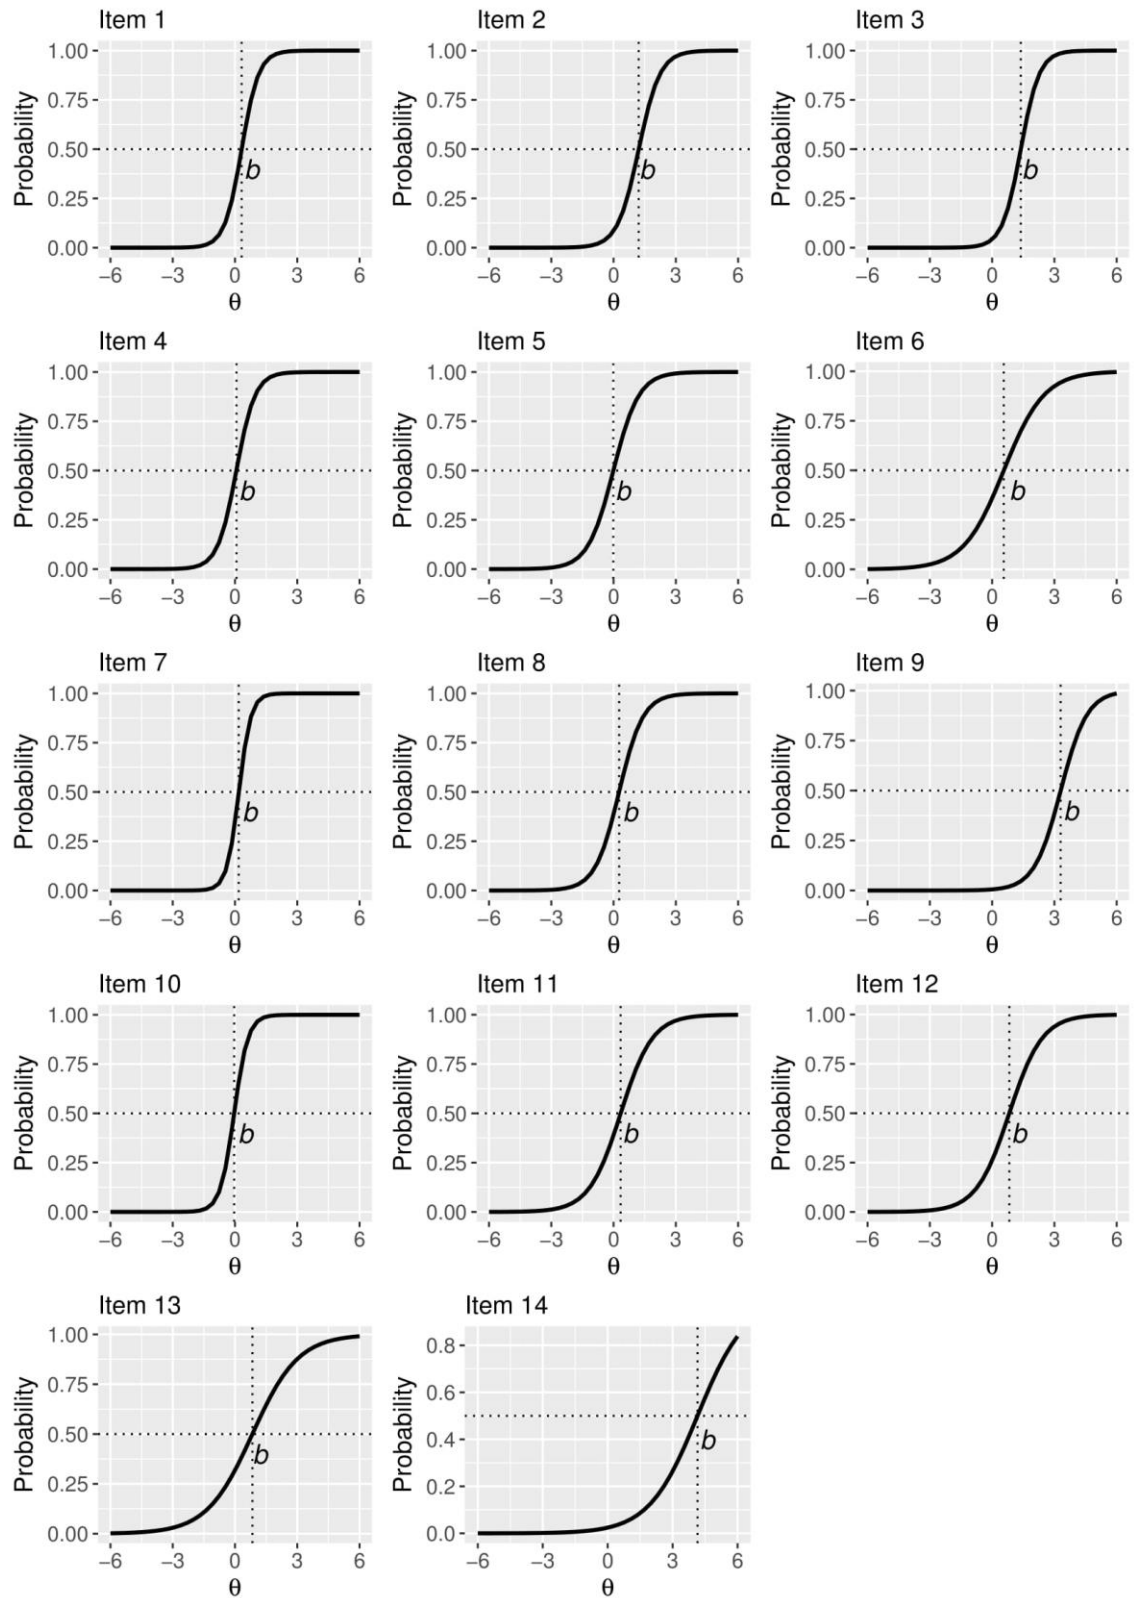 Item 1
Item 2
Item 3
Probability
1.00
0.75
0.50
0.25
0.00
b
−6
−3
0
3
6
θ
Probability
1.00
0.75
0.50
0.25
0.00
b
−6
−3
0
3
6
θ
Probability
1.00
0.75
0.50
0.25
0.00
b
−6
−3
0
3
6
θ
Item 4
Item 5
Item 6
Probability
1.00
0.75
0.50
0.25
0.00
b
−6
−3
0
3
6
θ
Probability
1.00
0.75
0.50
0.25
0.00
b
−6
−3
0
3
6
θ
Probability
1.00
0.75
0.50
0.25
0.00
b
−6
−3
0
3
6
θ
Item 7
Item 8
Item 9
Probability
1.00
0.75
0.50
0.25
0.00
b
−6
−3
0
3
6
θ
Probability
1.00
0.75
0.50
0.25
0.00
b
−6
−3
0
3
6
θ
Probability
1.00
0.75
0.50
0.25
0.00
b
−6
−3
0
3
6
θ
Item 10
Item 11
Item 12
Probability
1.00
0.75
0.50
0.25
0.00
b
−6
−3
0
3
6
θ
Probability
1.00
0.75
0.50
0.25
0.00
b
−6
−3
0
3
6
θ
Probability
1.00
0.75
0.50
0.25
0.00
b
−6
−3
0
3
6
θ
Item 13
Item 14
Probability
1.00
0.75
0.50
0.25
0.00
b
−6
−3
0
3
6
θ
Probability
0.8
0.6
0.4
0.2
0.0
b
−6
−3
0
3
6
θ